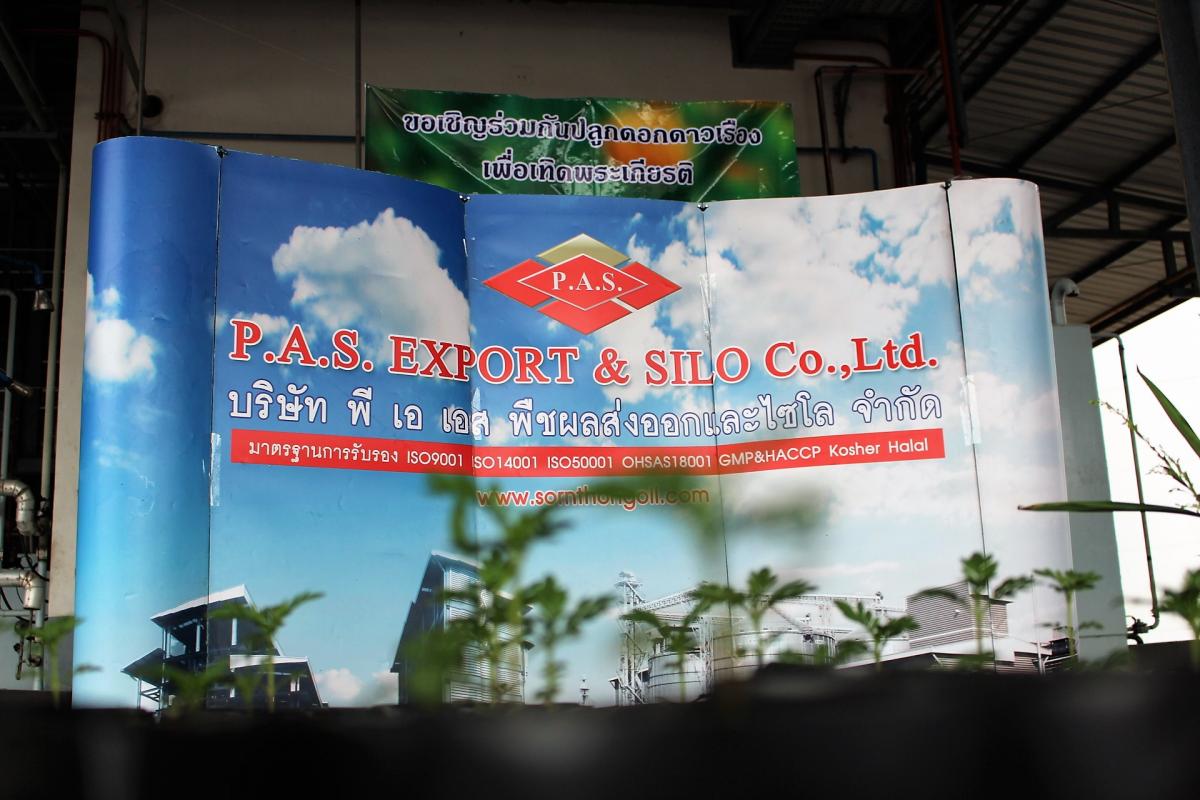 ขอเชิญร่วมกันปลูกดอกดาวเรือง
เพื่อเทิดพระเกียรติ
P.A.S.
P.A.S. EXPORT & SILO Co.,Ltd.
บริษัท พี เอ เอส พืชผลส่งออกและไซโล จำกัด
มาตรฐานการรับรอง ISO9001 ISO14001 ISO50001 OHSAS18001 GMP&HACCP Kosher Halal
www.sornthongoil.com